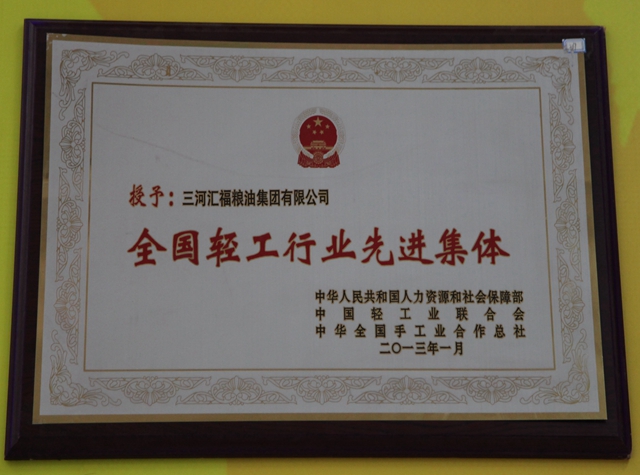 授予：三河汇福粮油集团有限公司
全国轻工行业先进集体
中华人民共和国人力资源和社会保障部
中国轻工业联合会
中华全国手工业合作总社
二〇一三年一月